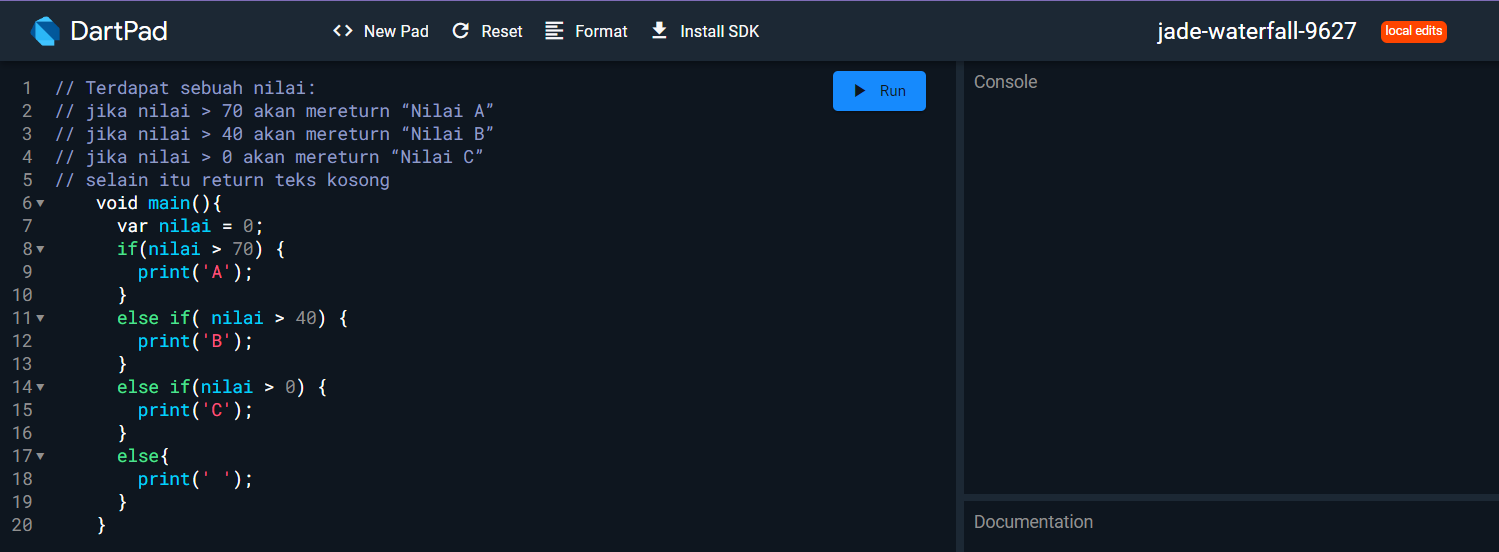 DartPad <> New Pad Reset Format Install SDK jade-waterfall-9627 local edits
1 // Terdapat sebuah nilai:
2 // jika nilai > 70 akan mereturn “Nilai A”
3 // jika nilai > 40 akan mereturn “Nilai B”
4 // jika nilai > 0 akan mereturn “Nilai C”
5 // selain itu return teks kosong
6 void main(){
7 var nilai = 0;
8 if(nilai > 70) {
9 print('A');
10 }
11 else if( nilai > 40) {
12 print('B');
13 }
14 else if(nilai > 0) {
15 print('C');
16 }
17 else{
18 print(' ');
19 }
20 }
Run
Console
Documentation